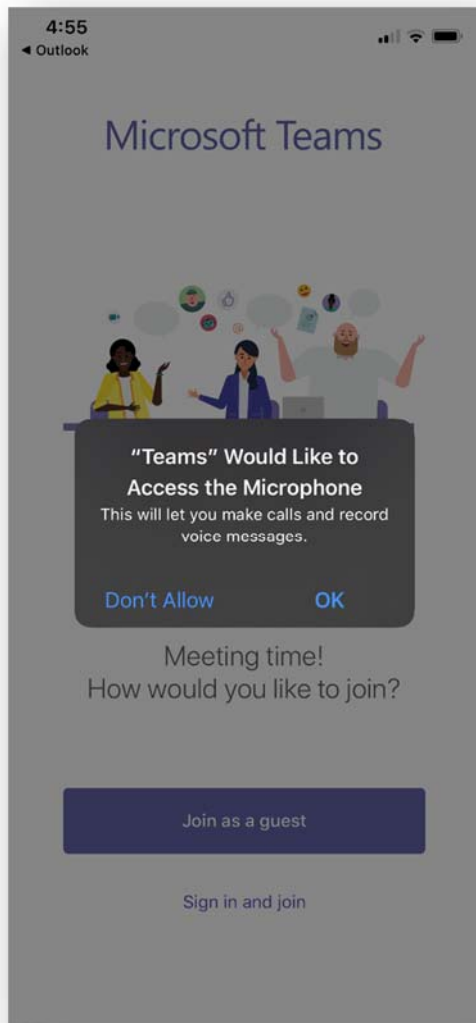 4:55
◀ Outlook
Microsoft Teams
“Teams” Would Like to
Access the Microphone
This will let you make calls and record
voice messages.
Don’t Allow OK
Meeting time!
How would you like to join?
Join as a guest
Sign in and join